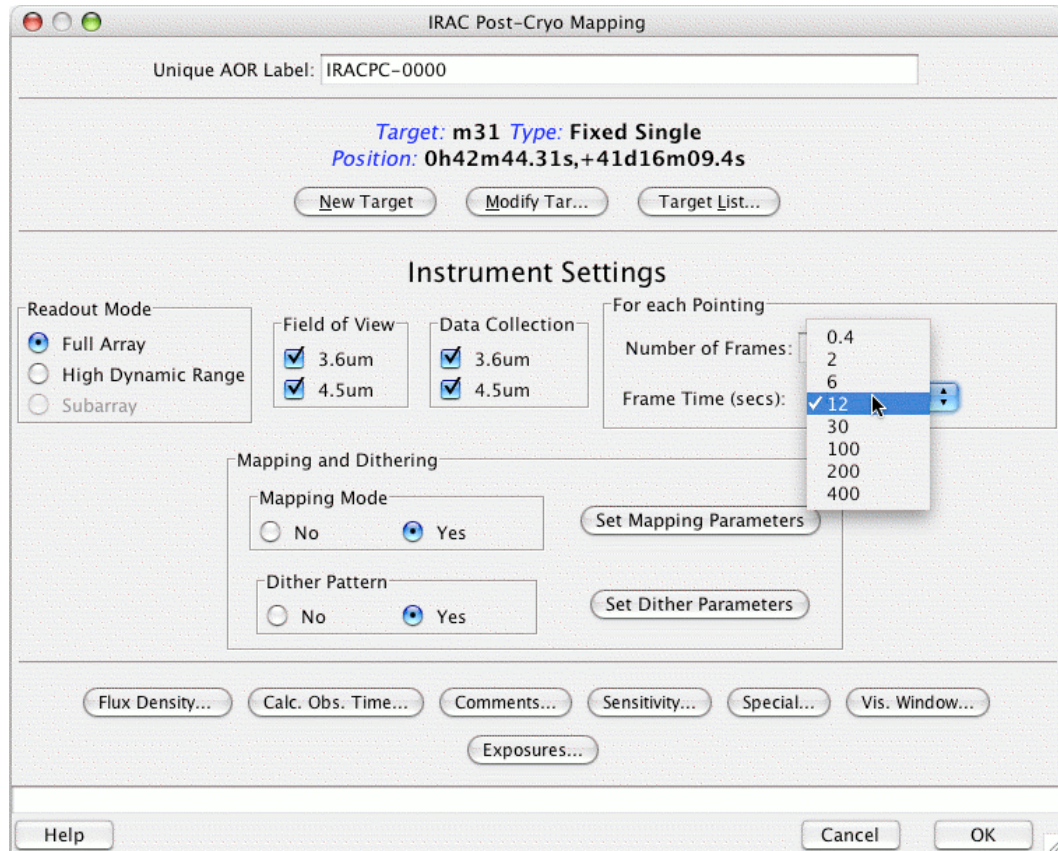 IRAC Post-Cryo Mapping
Unique AOR Label: IRACPC-0000
Target: m31 Type: Fixed Single
Position: 0h42m44.31s,+41d16m09.4s
New Target Modify Tar... Target List...
Instrument Settings
Readout Mode
Full Array
High Dynamic Range
Subarray
Field of View
3.6um
4.5um
Data Collection
3.6um
4.5um
For each Pointing
Number of Frames:
Frame Time (secs):
0.4
2
6
12
30
100
200
400
Mapping and Dithering
Mapping Mode
No Yes
Set Mapping Parameters
Dither Pattern
No Yes
Set Dither Parameters
Flux Density... Calc. Obs. Time... Comments... Sensitivity... Special... Vis. Window...
Exposures...
Help Cancel OK